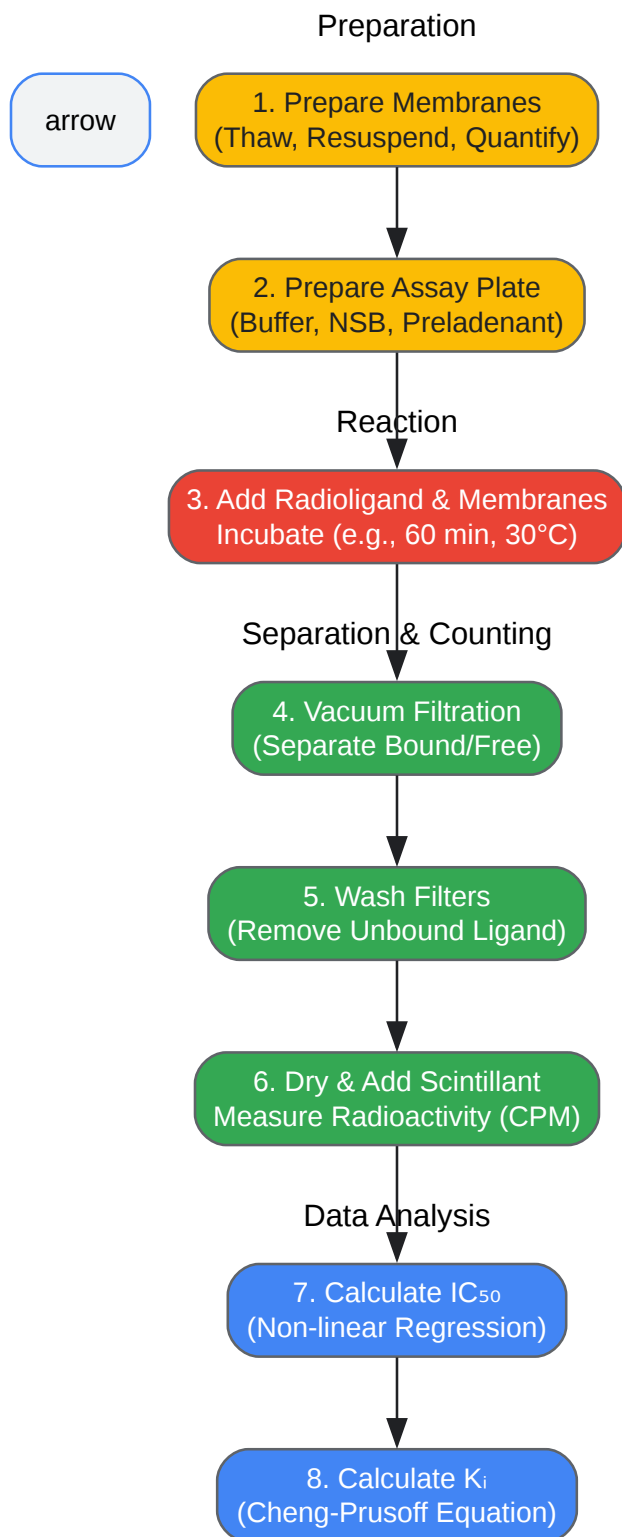 Preparation
arrow
1. Prepare Membranes
(Thaw, Resuspend, Quantify)
2. Prepare Assay Plate
(Buffer, NSB, Preladenant)
Reaction
3. Add Radioligand & Membranes
Incubate (e.g., 60 min, 30°C)
Separation & Counting
4. Vacuum Filtration
(Separate Bound/Free)
5. Wash Filters
(Remove Unbound Ligand)
6. Dry & Add Scintillant
Measure Radioactivity (CPM)
Data Analysis
7. Calculate IC₅₀
(Non-linear Regression)
8. Calculate Kᵢ
(Cheng-Prusoff Equation)